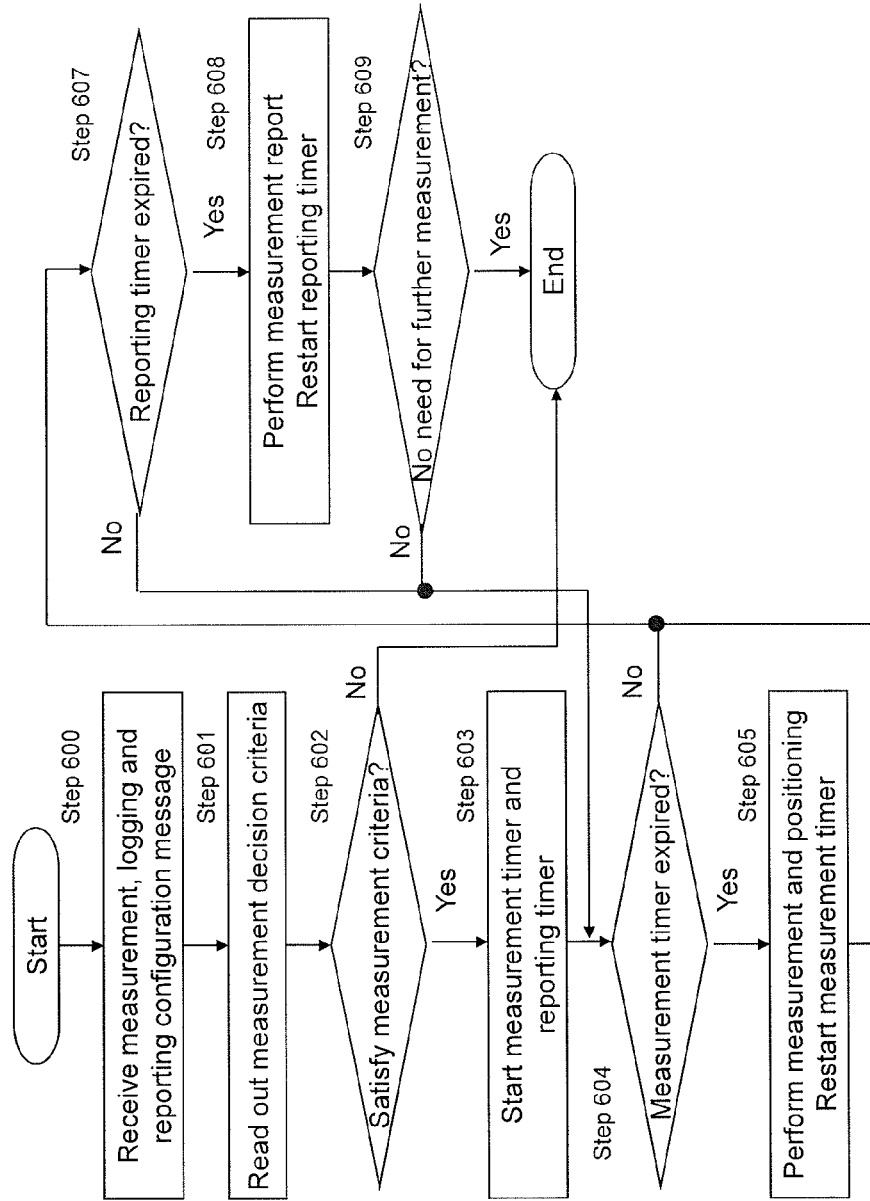 Start
Step 600
Receive measurement, logging and
reporting configuration message
Step 601
Read out measurement decision criteria
Step 602
Satisfy measurement criteria?
No
Yes
Step 603
Start measurement timer and
reporting timer
Step 604
Measurement timer expired?
No
Yes
Step 605
Perform measurement and positioning
Restart measurement timer
Step 607
Reporting timer expired?
No
Yes
Step 608
Perform measurement report
Restart reporting timer
Step 609
No need for further measurement?
No
Yes
End